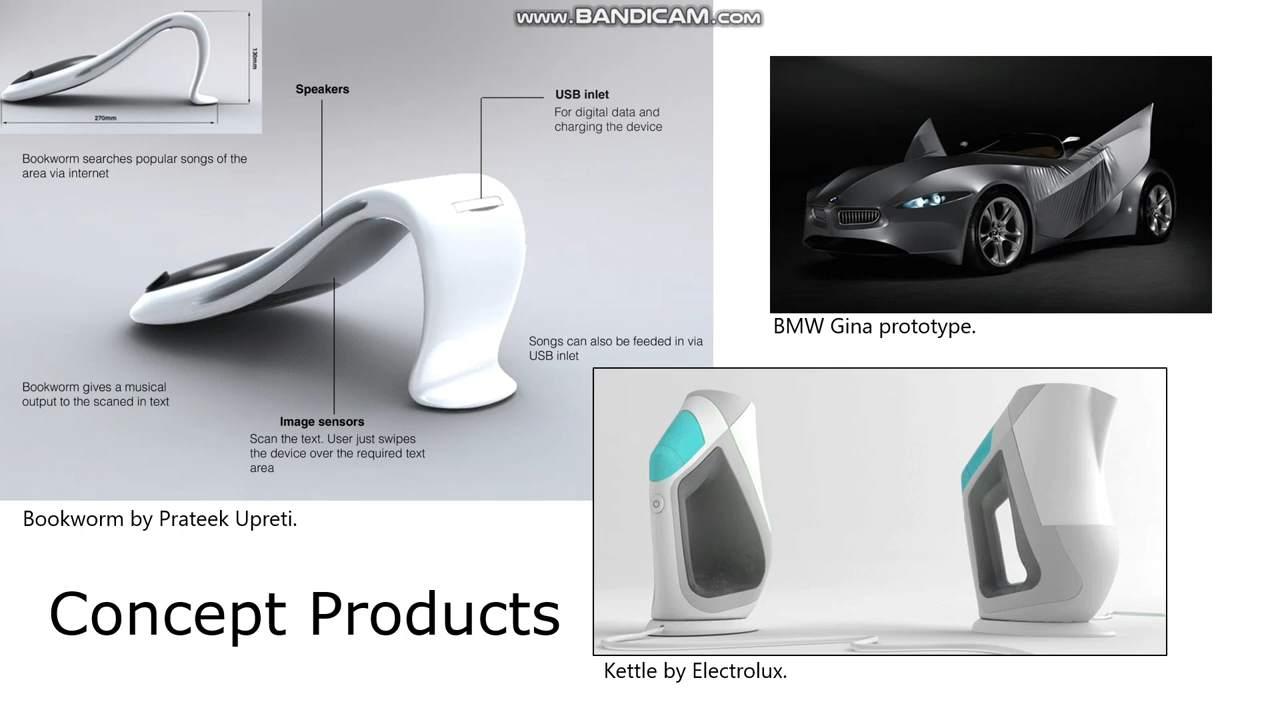 www.BANDICAM.com
130mm
270mm
Speakers
USB inlet
For digital data and
charging the device
Bookworm searches popular songs of the
area via internet
Songs can also be feeded in via
USB inlet
Bookworm gives a musical
output to the scaned in text
Image sensors
Scan the text. User just swipes
the device over the required text
area
BMW Gina prototype.
Bookworm by Prateek Upreti.
Concept Products
Kettle by Electrolux.